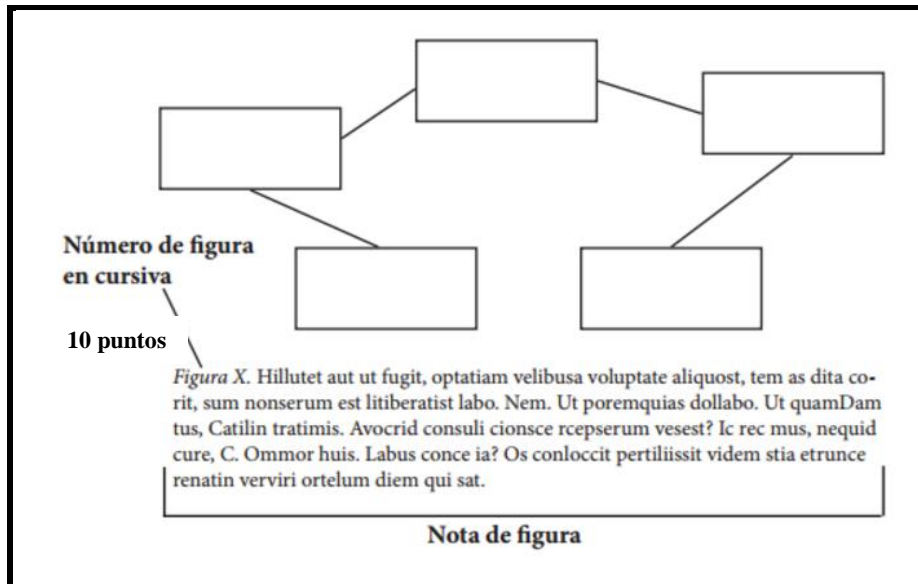 Número de figura
en cursiva
10 puntos
Figura X. Hillutet aut ut fugit, optatiam velibusa voluptate aliquost, tem as dita co-
rit, sum nonserum est litiberatist labo. Nem. Ut poremquias dollabo. Ut quamDam
tus, Catilin tratimis. Avocrid consuli cionsce rcepserum vesest? Ic rec mus, nequid
cure, C. Ommor huis. Labus conce ia? Os conloccit pertiliissit videm stia etrunce
renatin verviri ortelum diem qui sat.
Nota de figura